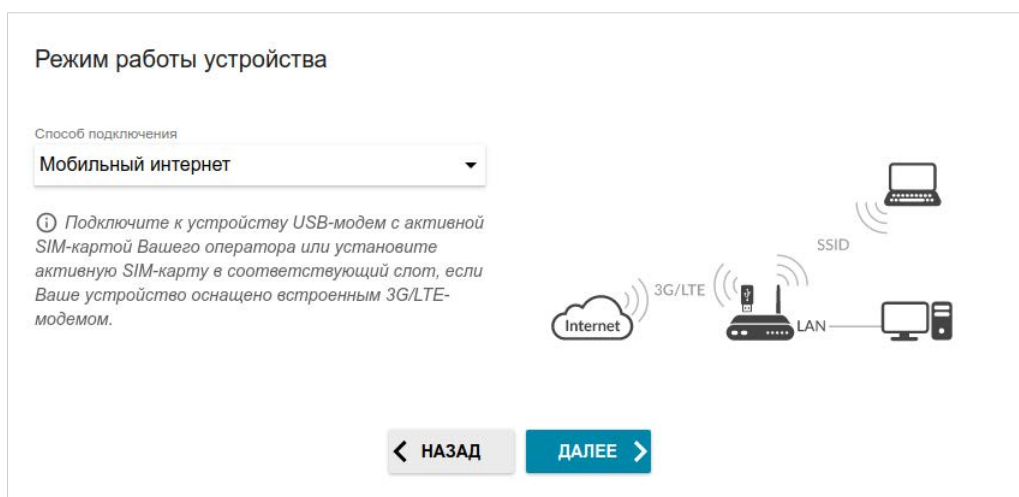 Режим работы устройства
Способ подключения
Мобильный интернет
Подключите к устройству USB-модем с активной
SIM-картой Вашего оператора или установите
активную SIM-карту в соответствующий слот, если
Ваше устройство оснащено встроенным 3G/LTE-
модемом.
SSID
3G/LTE
Internet
LAN
НАЗАД
ДАЛЕЕ